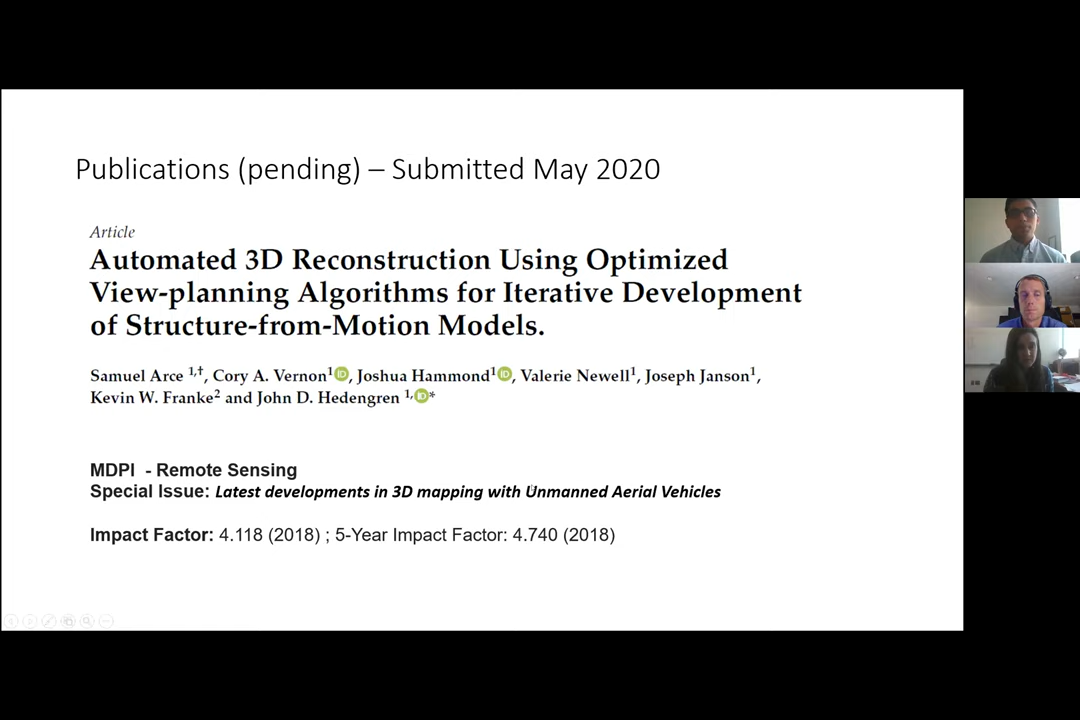 Publications (pending) – Submitted May 2020
Article
Automated 3D Reconstruction Using Optimized
View-planning Algorithms for Iterative Development
of Structure-from-Motion Models.
Samuel Arce 1,†, Cory A. Vernon1 iD, Joshua Hammond1 iD, Valerie Newell1, Joseph Janson1,
Kevin W. Franke2 and John D. Hedengren 1, iD*
MDPI - Remote Sensing
Special Issue: Latest developments in 3D mapping with Unmanned Aerial Vehicles
Impact Factor: 4.118 (2018) ; 5-Year Impact Factor: 4.740 (2018)